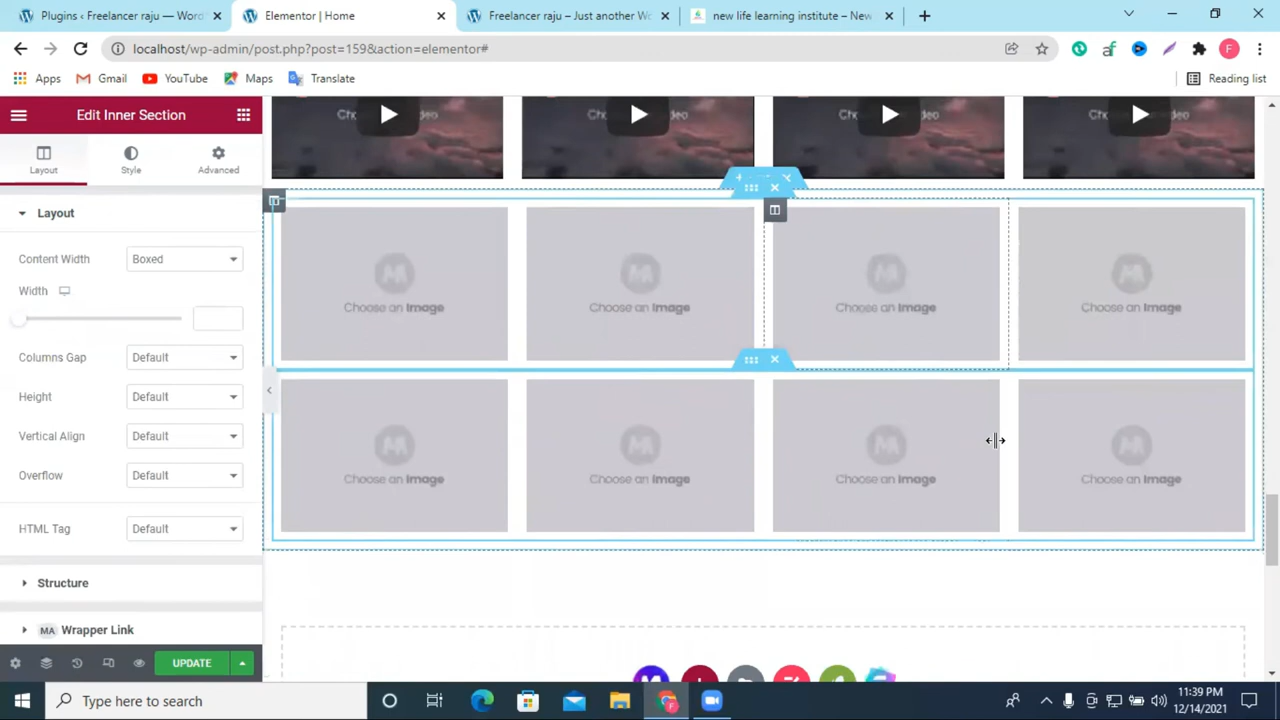 Plugins ‹ Freelancer raju — Word
Elementor | Home
Freelancer raju – Just another Wo
new life learning institute – New
localhost/wp-admin/post.php?post=159&action=elementor#
Apps
Gmail
YouTube
Maps
Translate
Reading list
Edit Inner Section
Layout
Style
Advanced
Layout
Content Width
Boxed
Width
Columns Gap
Default
Height
Default
Vertical Align
Default
Overflow
Default
HTML Tag
Default
Structure
MA Wrapper Link
UPDATE
Choose an Image
Choose an Image
Choose an Image
Choose an Image
Choose an Image
Choose an Image
Choose an Image
Choose an Image
Type here to search
11:39 PM
12/14/2021